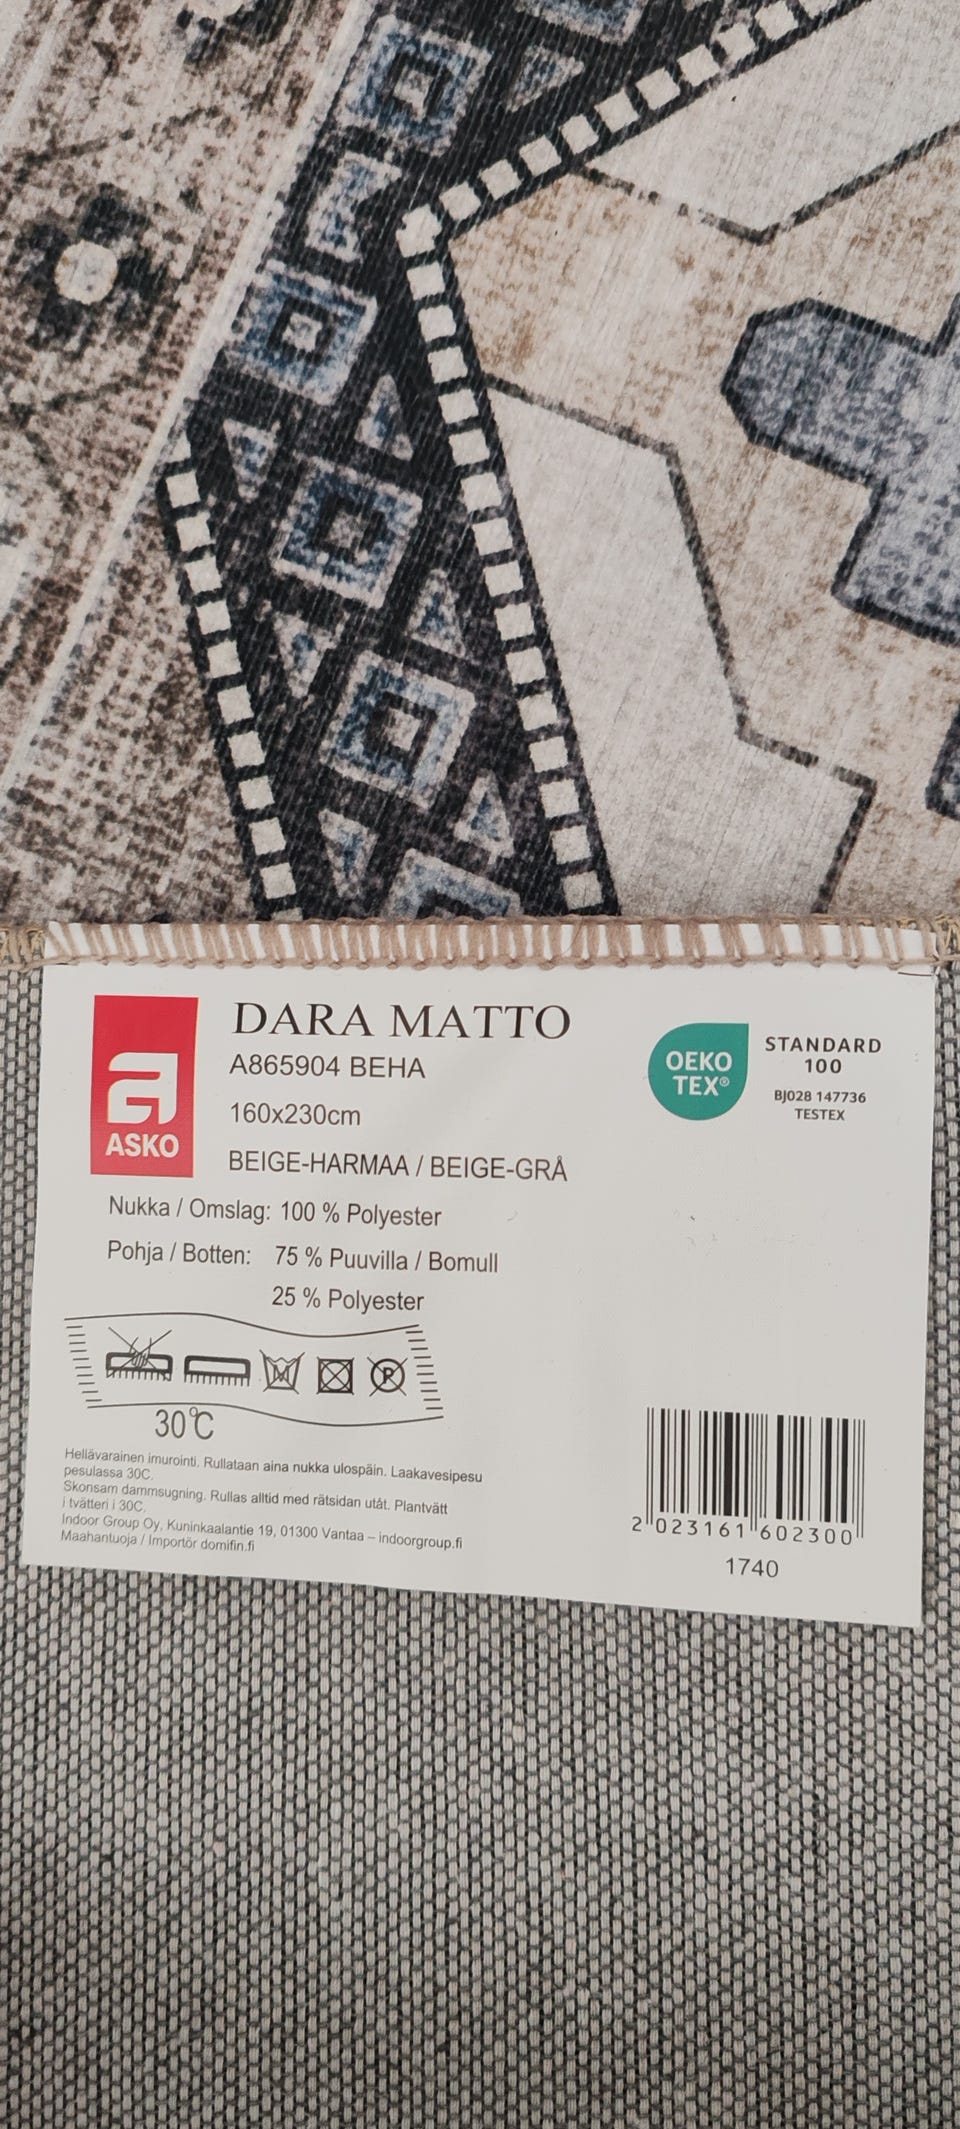 ASKO
DARA MATTO
A865904 BEHA
160x230cm
BEIGE-HARMAA / BEIGE-GRÅ
OEKO
TEX®
STANDARD
100
BJ028 147736
TESTEX
Nukka / Omslag: 100 % Polyester
Pohja / Botten: 75 % Puuvilla / Bomull
25 % Polyester
P
30°C
Hellävarainen imurointi. Rullataan aina nukka ulospäin. Laakavesipesu
pesulassa 30C.
Skonsam dammsugning. Rullas alltid med rätsidan utåt. Plantvätt
i tvätteri i 30C.
Indoor Group Oy, Kuninkaalantie 19, 01300 Vantaa – indoorgroup.fi
Maahantuoja / Importör domifin.fi
2 023161 602300
1740